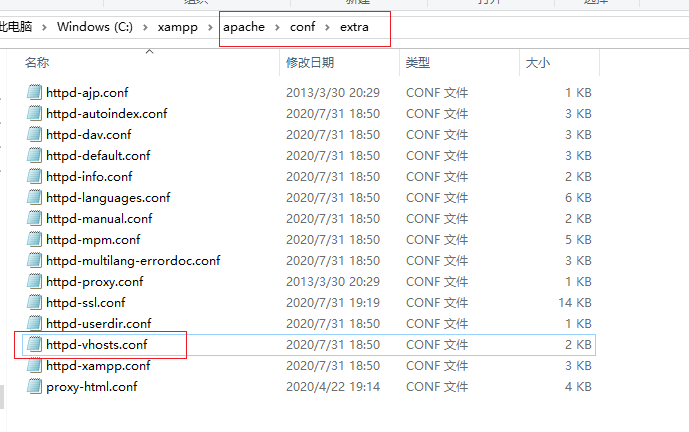 组织 新建 打开 选择
此电脑 › Windows (C:) › xampp › apache › conf › extra
名称 修改日期 类型 大小
httpd-ajp.conf 2013/3/30 20:29 CONF 文件 1 KB
httpd-autoindex.conf 2020/7/31 18:50 CONF 文件 3 KB
httpd-dav.conf 2020/7/31 18:50 CONF 文件 3 KB
httpd-default.conf 2020/7/31 18:50 CONF 文件 3 KB
httpd-info.conf 2020/7/31 18:50 CONF 文件 2 KB
httpd-languages.conf 2020/7/31 18:50 CONF 文件 6 KB
httpd-manual.conf 2020/7/31 18:50 CONF 文件 2 KB
httpd-mpm.conf 2020/7/31 18:50 CONF 文件 5 KB
httpd-multilang-errordoc.conf 2020/7/31 18:50 CONF 文件 3 KB
httpd-proxy.conf 2013/3/30 20:29 CONF 文件 1 KB
httpd-ssl.conf 2020/7/31 19:19 CONF 文件 14 KB
httpd-userdir.conf 2020/7/31 18:50 CONF 文件 1 KB
httpd-vhosts.conf 2020/7/31 18:50 CONF 文件 2 KB
httpd-xampp.conf 2020/7/31 18:50 CONF 文件 3 KB
proxy-html.conf 2020/4/22 19:14 CONF 文件 4 KB